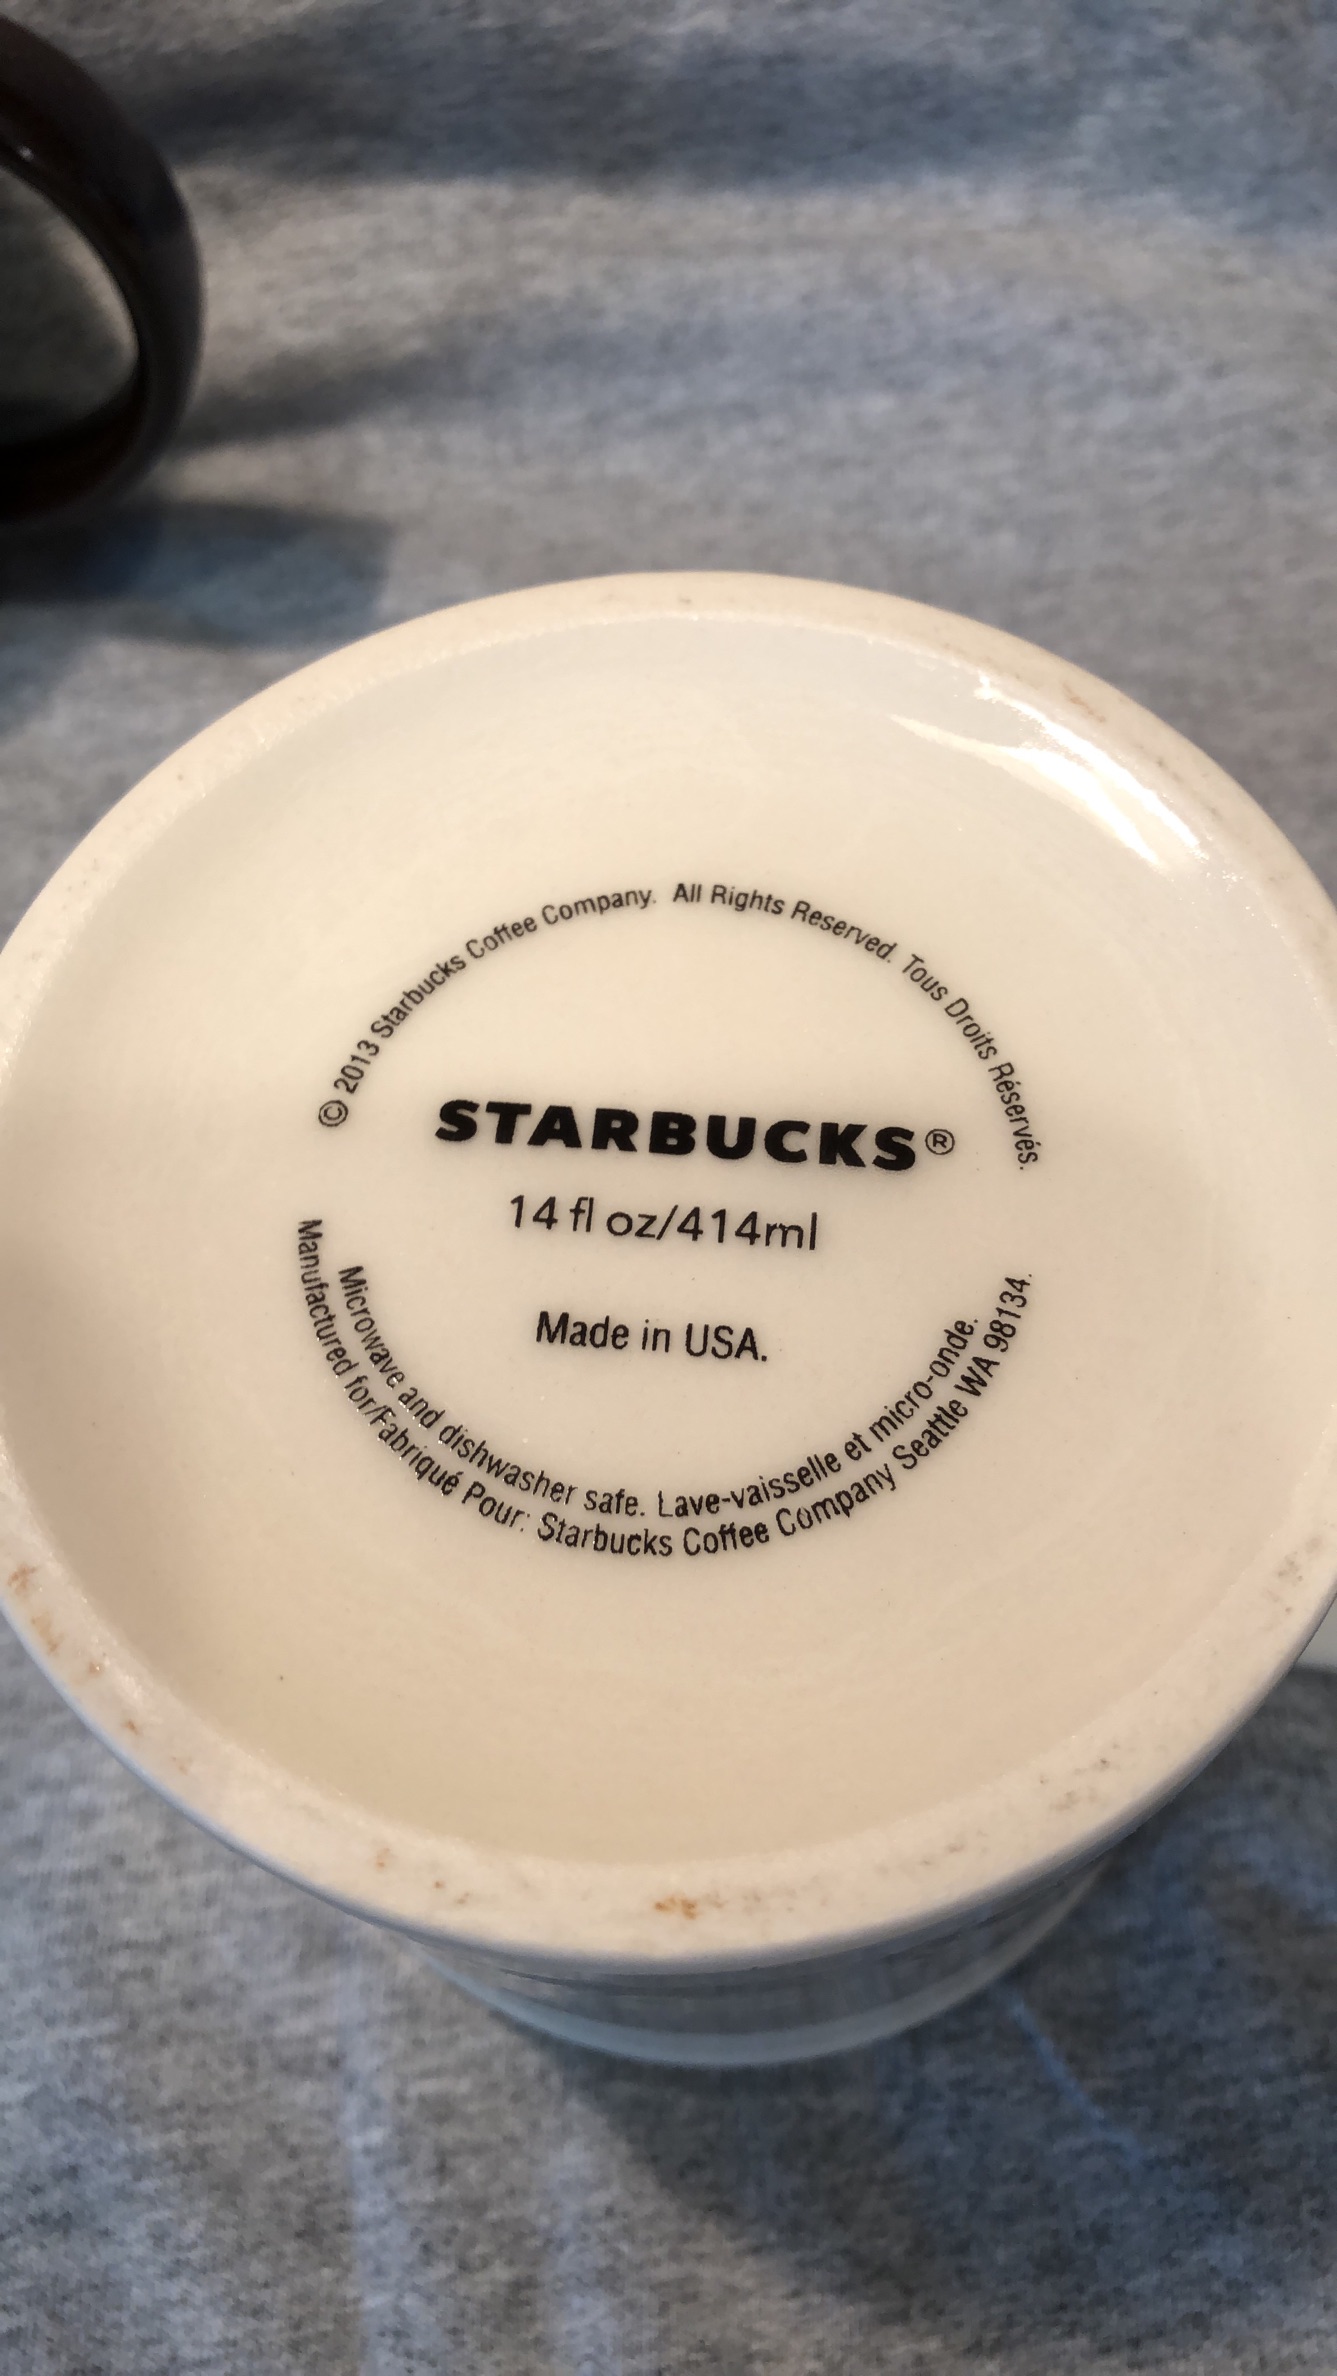 © 2013 Starbucks Coffee Company. All Rights Reserved. Tous Droits Réservés.
STARBUCKS®
14 fl oz/414ml
Made in USA.
Microwave and dishwasher safe. Lave-vaisselle et micro-onde.
Manufactured for/Fabriqué Pour: Starbucks Coffee Company Seattle WA 98134.